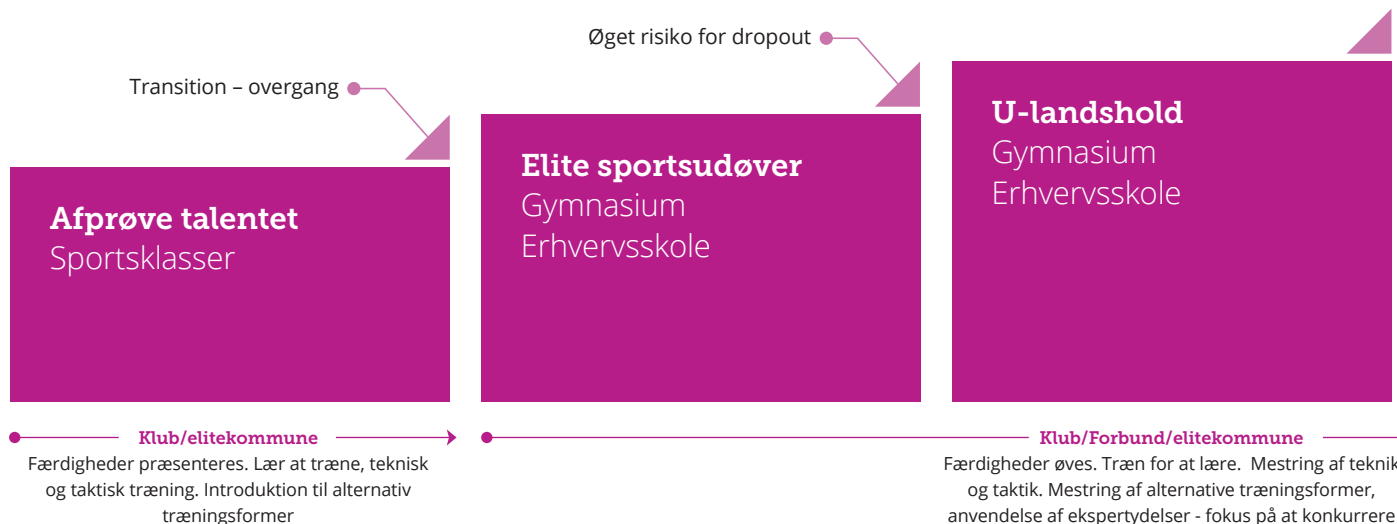 Øget risiko for dropout
Transition – overgang
Afprøve talentet
Sportsklasser
Elite sportsudøver
Gymnasium
Erhvervsskole
U-landshold
Gymnasium
Erhvervsskole
Klub/elitekommune
Færdigheder præsenteres. Lær at træne, teknisk
og taktisk træning. Introduktion til alternativ
træningsformer
Klub/Forbund/elitekommune
Færdigheder øves. Træn for at lære. Mestring af teknik
og taktik. Mestring af alternative træningsformer,
anvendelse af ekspertydelser - fokus på at konkurrere